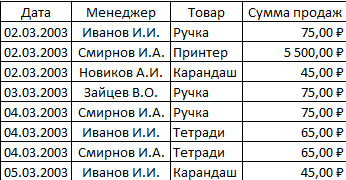 Дата Менеджер Товар Сумма продаж
02.03.2003 Иванов И.И. Ручка 75,00 ₽
02.03.2003 Смирнов И.А. Принтер 5 500,00 ₽
02.03.2003 Новиков А.И. Карандаш 45,00 ₽
03.03.2003 Зайцев В.О. Ручка 75,00 ₽
04.03.2003 Смирнов И.А. Ручка 75,00 ₽
04.03.2003 Иванов И.И. Тетради 65,00 ₽
04.03.2003 Смирнов И.А. Тетради 65,00 ₽
05.03.2003 Иванов И.И. Карандаш 45,00 ₽